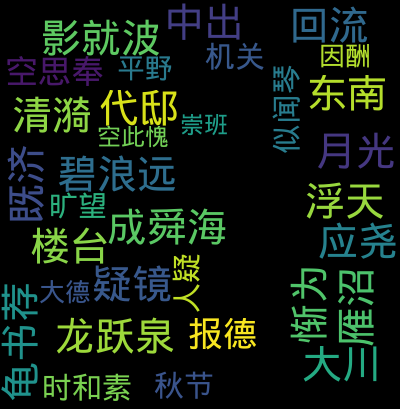 中出
回流
影就波
机关
因酬
空思奉
平野
似闻琴
东南
清漪
代邸
崇班
空此愧
月光
既济
碧浪远
浮天
旷望
成舜海
应尧
楼台
人疑
疑镜
大德
惭为
雁沼
龟书荐
龙跃泉
报德
大川
时和素
秋节